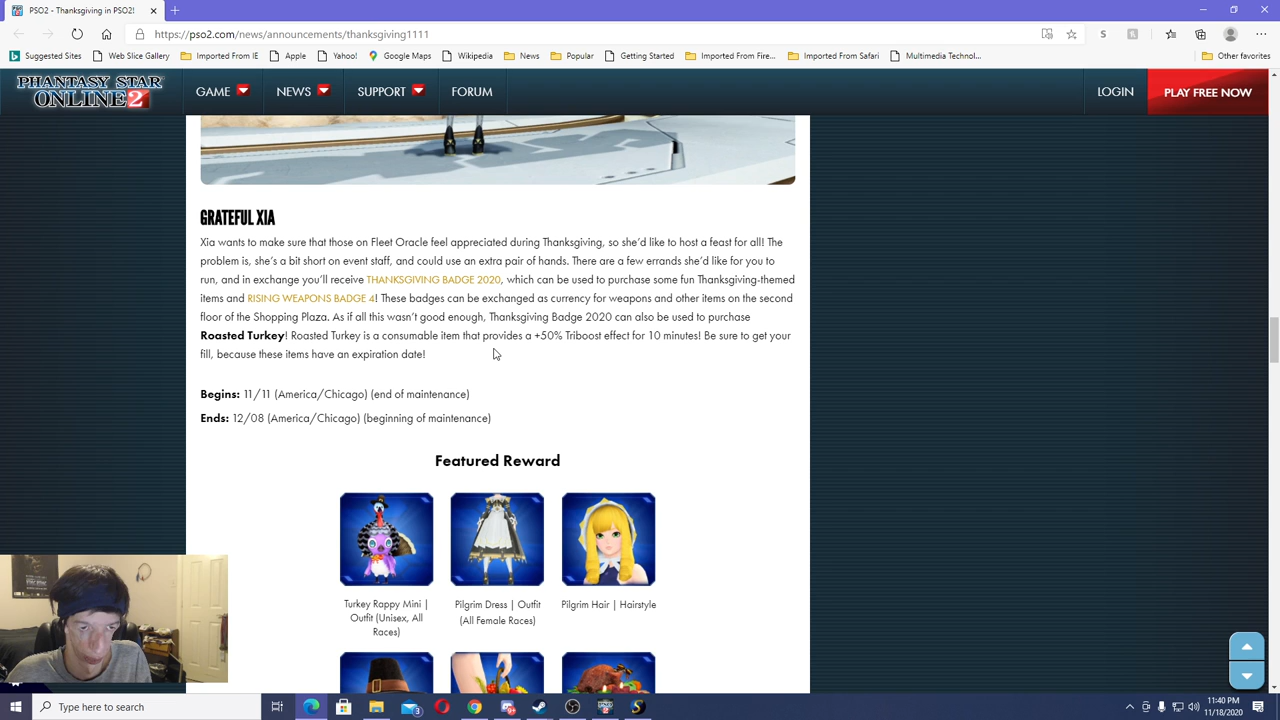 PSO2 - Thanksgiving in PSO2!
https://pso2.com/news/announcements/thanksgiving1111
Suggested Sites Web Slice Gallery Imported From IE Apple Yahoo! Google Maps Wikipedia News Popular Getting Started Imported From Fire... Imported From Safari Multimedia Technol... Other favorites
PHANTASY STAR
ONLINE 2
GAME NEWS SUPPORT FORUM LOGIN PLAY FREE NOW
GRATEFUL XIA
Xia wants to make sure that those on Fleet Oracle feel appreciated during Thanksgiving, so she'd like to host a feast for all! The
problem is, she's a bit short on event staff, and could use an extra pair of hands. There are a few errands she'd like for you to
run, and in exchange you'll receive THANKSGIVING BADGE 2020, which can be used to purchase some fun Thanksgiving-themed
items and RISING WEAPONS BADGE 4! These badges can be exchanged as currency for weapons and other items on the second
floor of the Shopping Plaza. As if all this wasn't good enough, Thanksgiving Badge 2020 can also be used to purchase
Roasted Turkey! Roasted Turkey is a consumable item that provides a +50% Triboost effect for 10 minutes! Be sure to get your
fill, because these items have an expiration date!
Begins: 11/11 (America/Chicago) (end of maintenance)
Ends: 12/08 (America/Chicago) (beginning of maintenance)
Featured Reward
Turkey Rappy Mini |
Outfit (Unisex, All
Races)
Pilgrim Dress | Outfit
(All Female Races)
Pilgrim Hair | Hairstyle
Type here to search
3
11:40 PM
11/18/2020